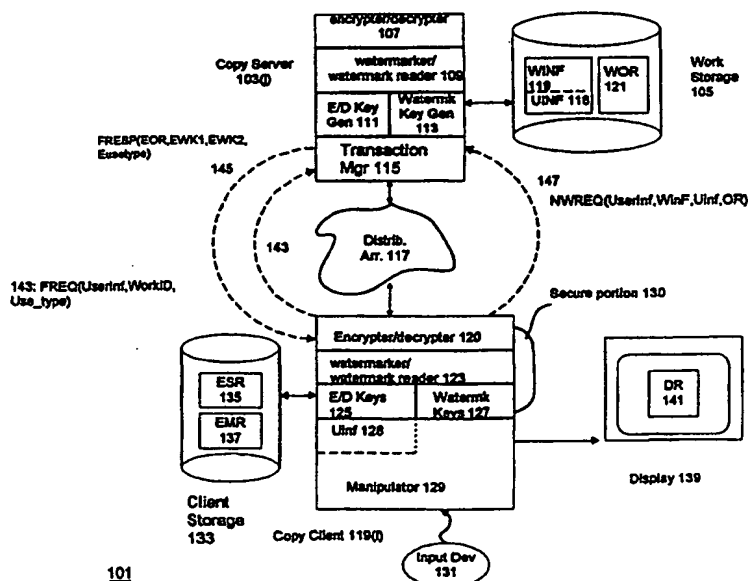 encrypter/decrypter
107
Copy Server
103(i)
watermarker/
watermark reader 109
E/D Key
Gen 111
Watermk
Key Gen
113
Transaction
Mgr 115
WINF
119
UINF 118
WOR
121
Work
Storage
105
FRESP(EOR,EWK1,EWK2,
Eusetype)
145
147
NWREQ(Userinf,WinF,Uinf,OR)
143
Distrib.
Arr. 117
143: FREQ(Userinf,WorkID,
Use_type)
Secure portion 130
Encrypter/decrypter 120
watermarker/
watermark reader 123
E/D Keys
125
Watermk
Keys 127
Uinf 128
Manipulator 129
ESR
135
EMR
137
Client
Storage
133
DR
141
Display 139
Copy Client 119(i)
Input Dev
131
101